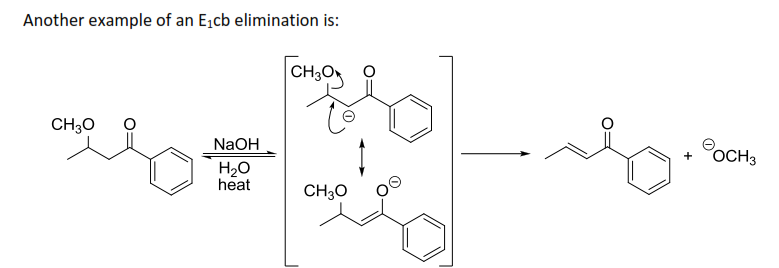 Another example of an E₁cb elimination is:
CH₃O O
CH₃O O
NaOH
H₂O
heat
⊖
CH₃O O⊖
O
+ ⊖OCH₃